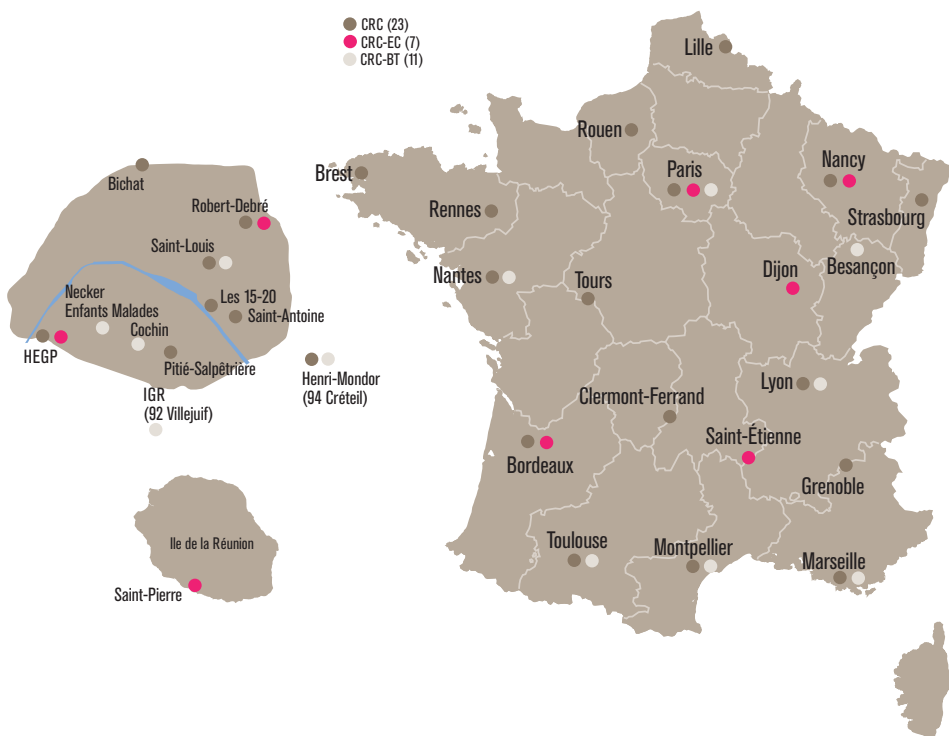 CRC (23)
CRC-EC (7)
CRC-BT (11)
Lille
Rouen
Brest
Paris
Nancy
Rennes
Strasbourg
Nantes
Tours
Dijon
Besançon
Clermont-Ferrand
Lyon
Saint-Étienne
Bordeaux
Grenoble
Toulouse
Montpellier
Marseille
Bichat
Robert-Debré
Saint-Louis
Necker
Enfants Malades
Les 15-20
Saint-Antoine
Cochin
HEGP
Pitié-Salpêtrière
IGR
(92 Villejuif)
Henri-Mondor
(94 Créteil)
Ile de la Réunion
Saint-Pierre